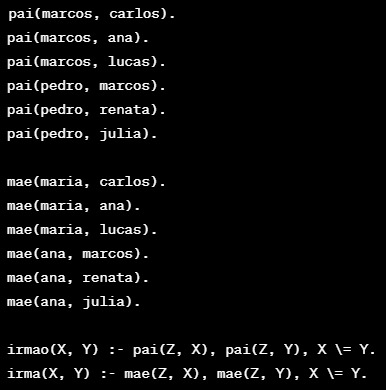 pai(marcos, carlos).
pai(marcos, ana).
pai(marcos, lucas).
pai(pedro, marcos).
pai(pedro, renata).
pai(pedro, julia).

mae(maria, carlos).
mae(maria, ana).
mae(maria, lucas).
mae(ana, marcos).
mae(ana, renata).
mae(ana, julia).

irmao(X, Y) :- pai(Z, X), pai(Z, Y), X \= Y.
irma(X, Y) :- mae(Z, X), mae(Z, Y), X \= Y.